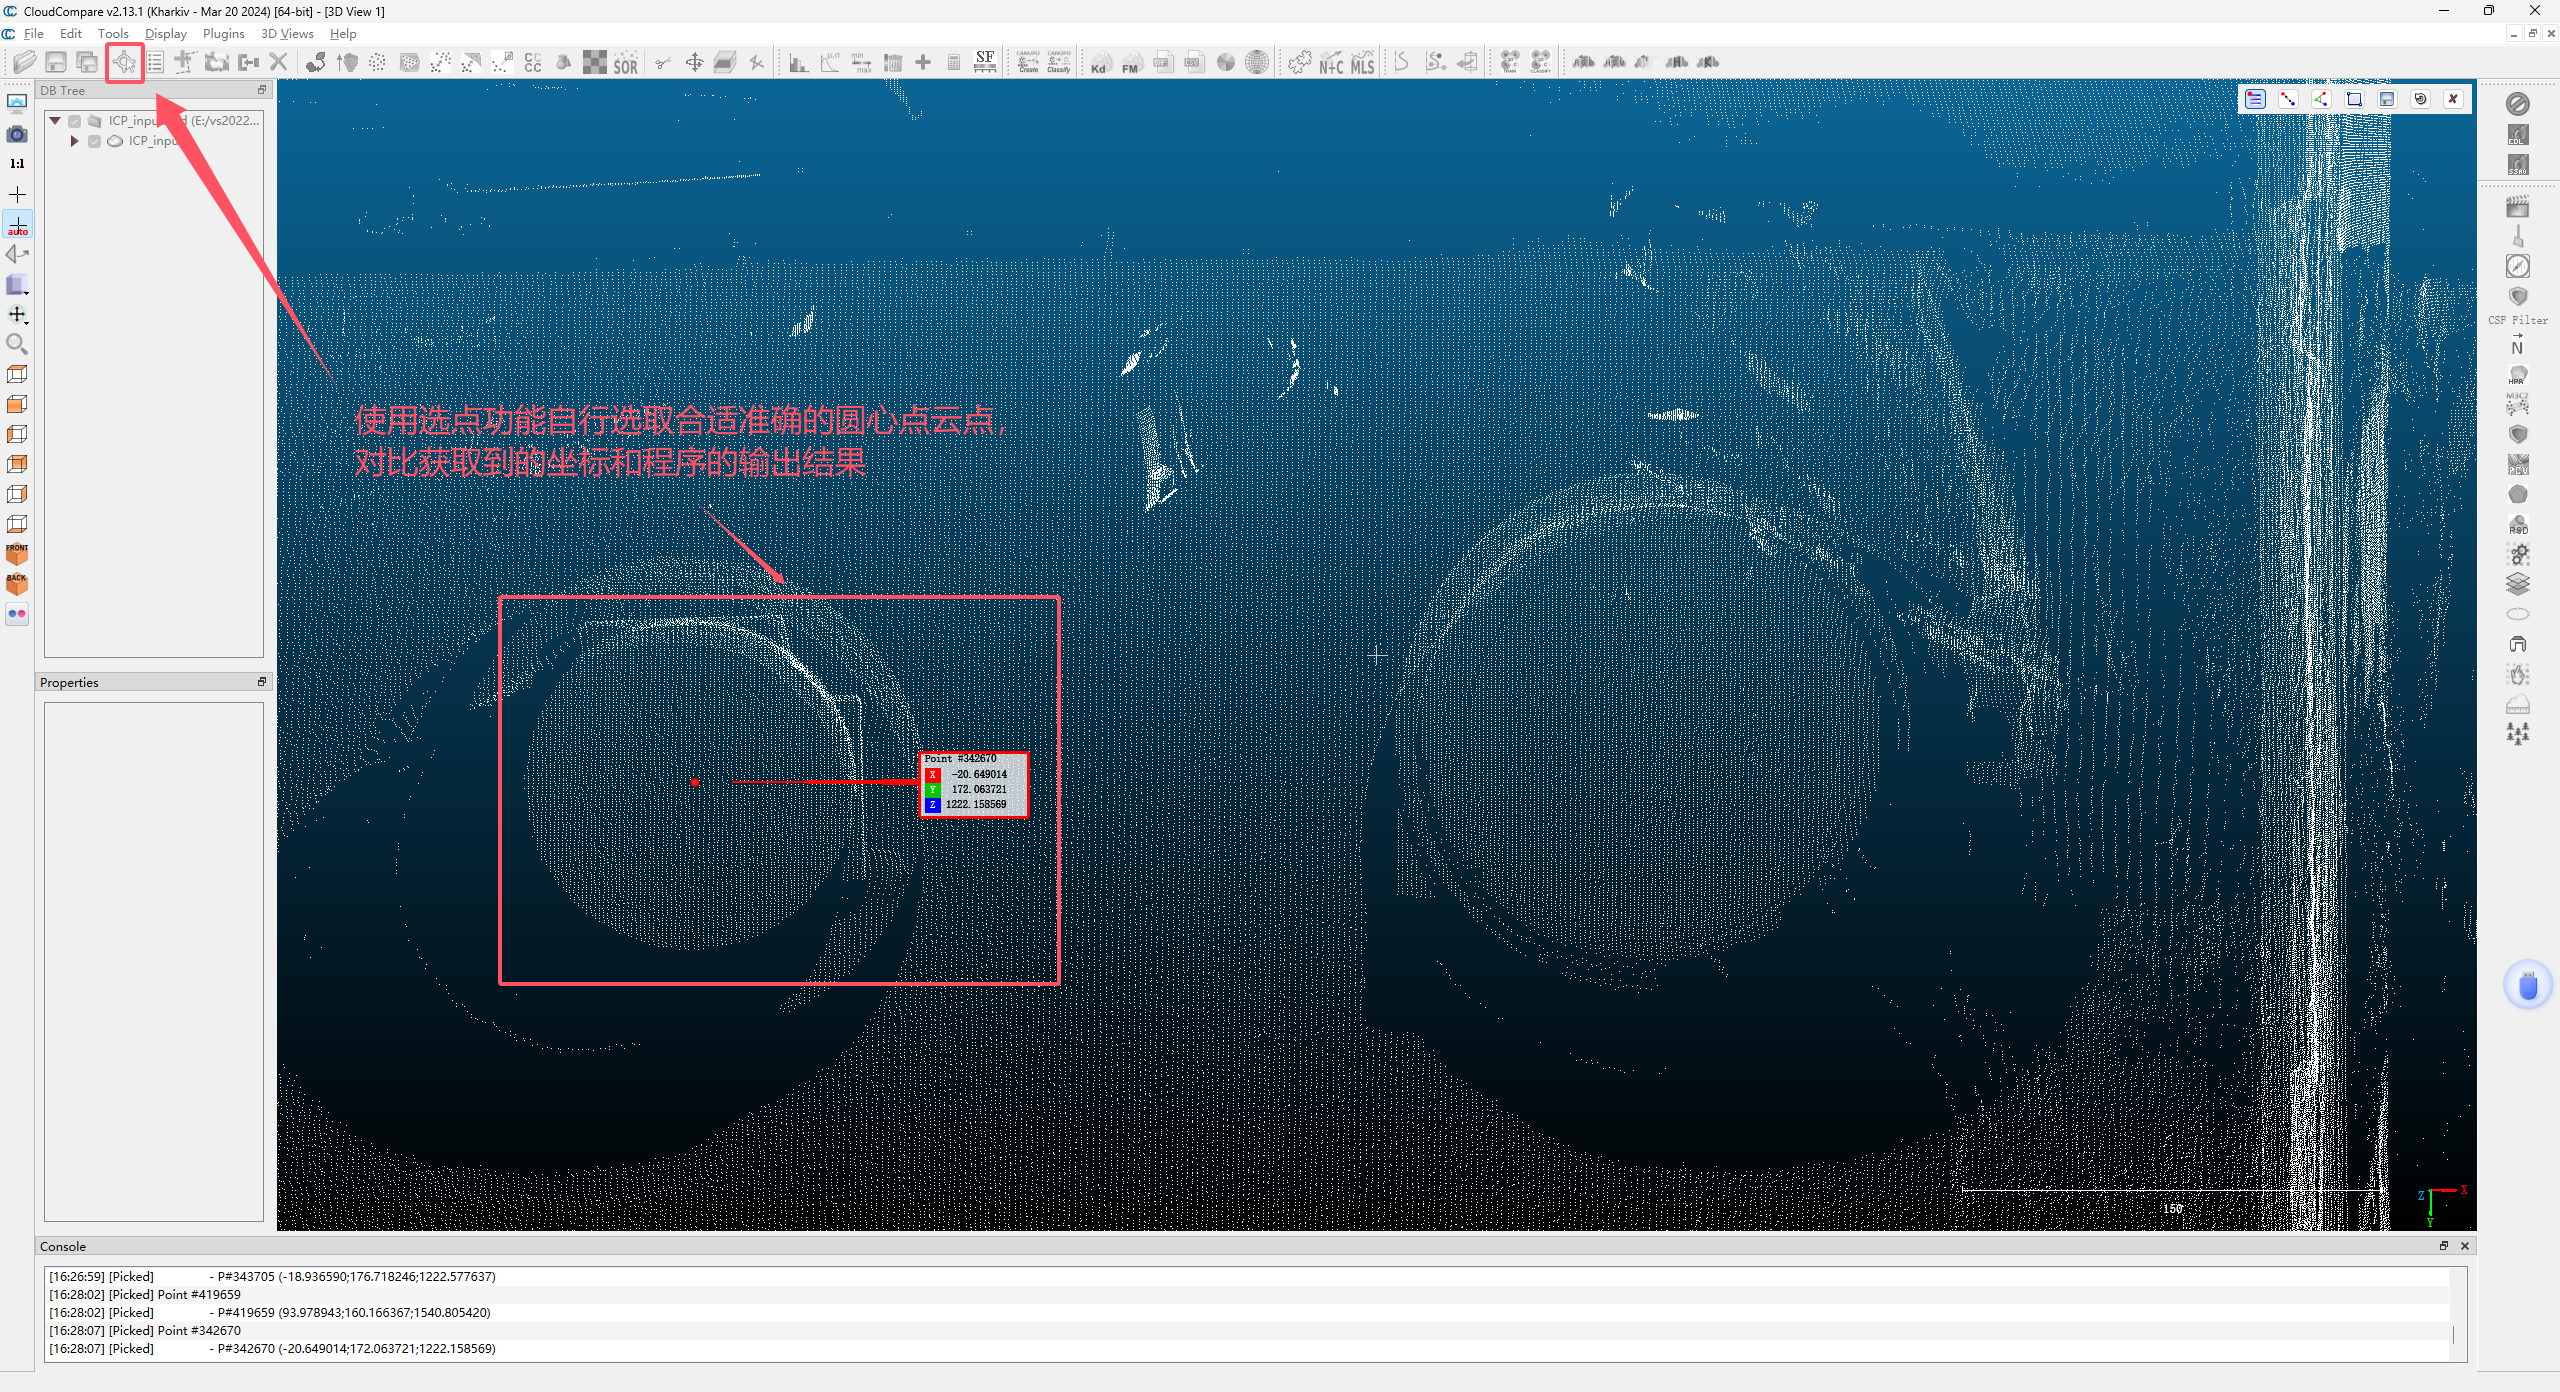 CloudCompare v2.13.1 (Kharkiv - Mar 20 2024) [64-bit] - [3D View 1]
File Edit Tools Display Plugins 3D Views Help
SOR SF Kd FM N+C MLS
DB Tree
ICP_inpu (E:/vs2022...
ICP_inpu
1:1
auto
FRONT
BACK
使用选点功能自行选取合适准确的圆心点云点，
对比获取到的坐标和程序的输出结果
Point #342670
X -20.649014
Y 172.063721
Z 1222.158569
EDL
SSAO
CSF Filter
N
HPR
M3C2
PCV
RSD
150
Z X
Y
Properties
Console
[16:26:59] [Picked] - P#343705 (-18.936590;176.718246;1222.577637)
[16:28:02] [Picked] Point #419659
[16:28:02] [Picked] - P#419659 (93.978943;160.166367;1540.805420)
[16:28:07] [Picked] Point #342670
[16:28:07] [Picked] - P#342670 (-20.649014;172.063721;1222.158569)